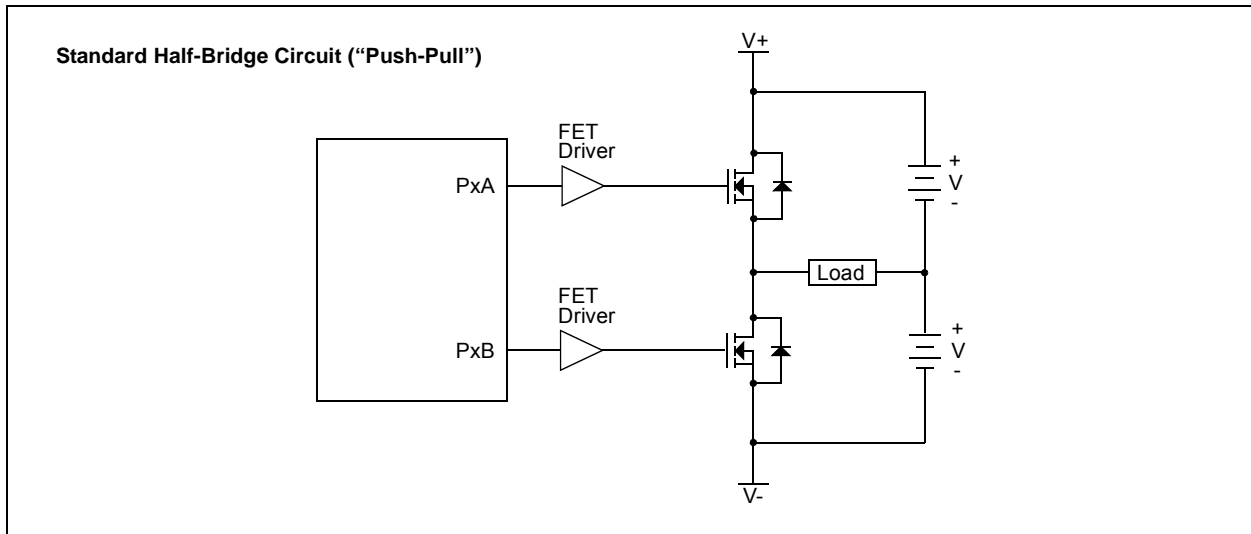 Standard Half-Bridge Circuit (“Push-Pull”)
V+
FET
Driver
PxA
+
V
-
Load
FET
Driver
PxB
+
V
-
V-